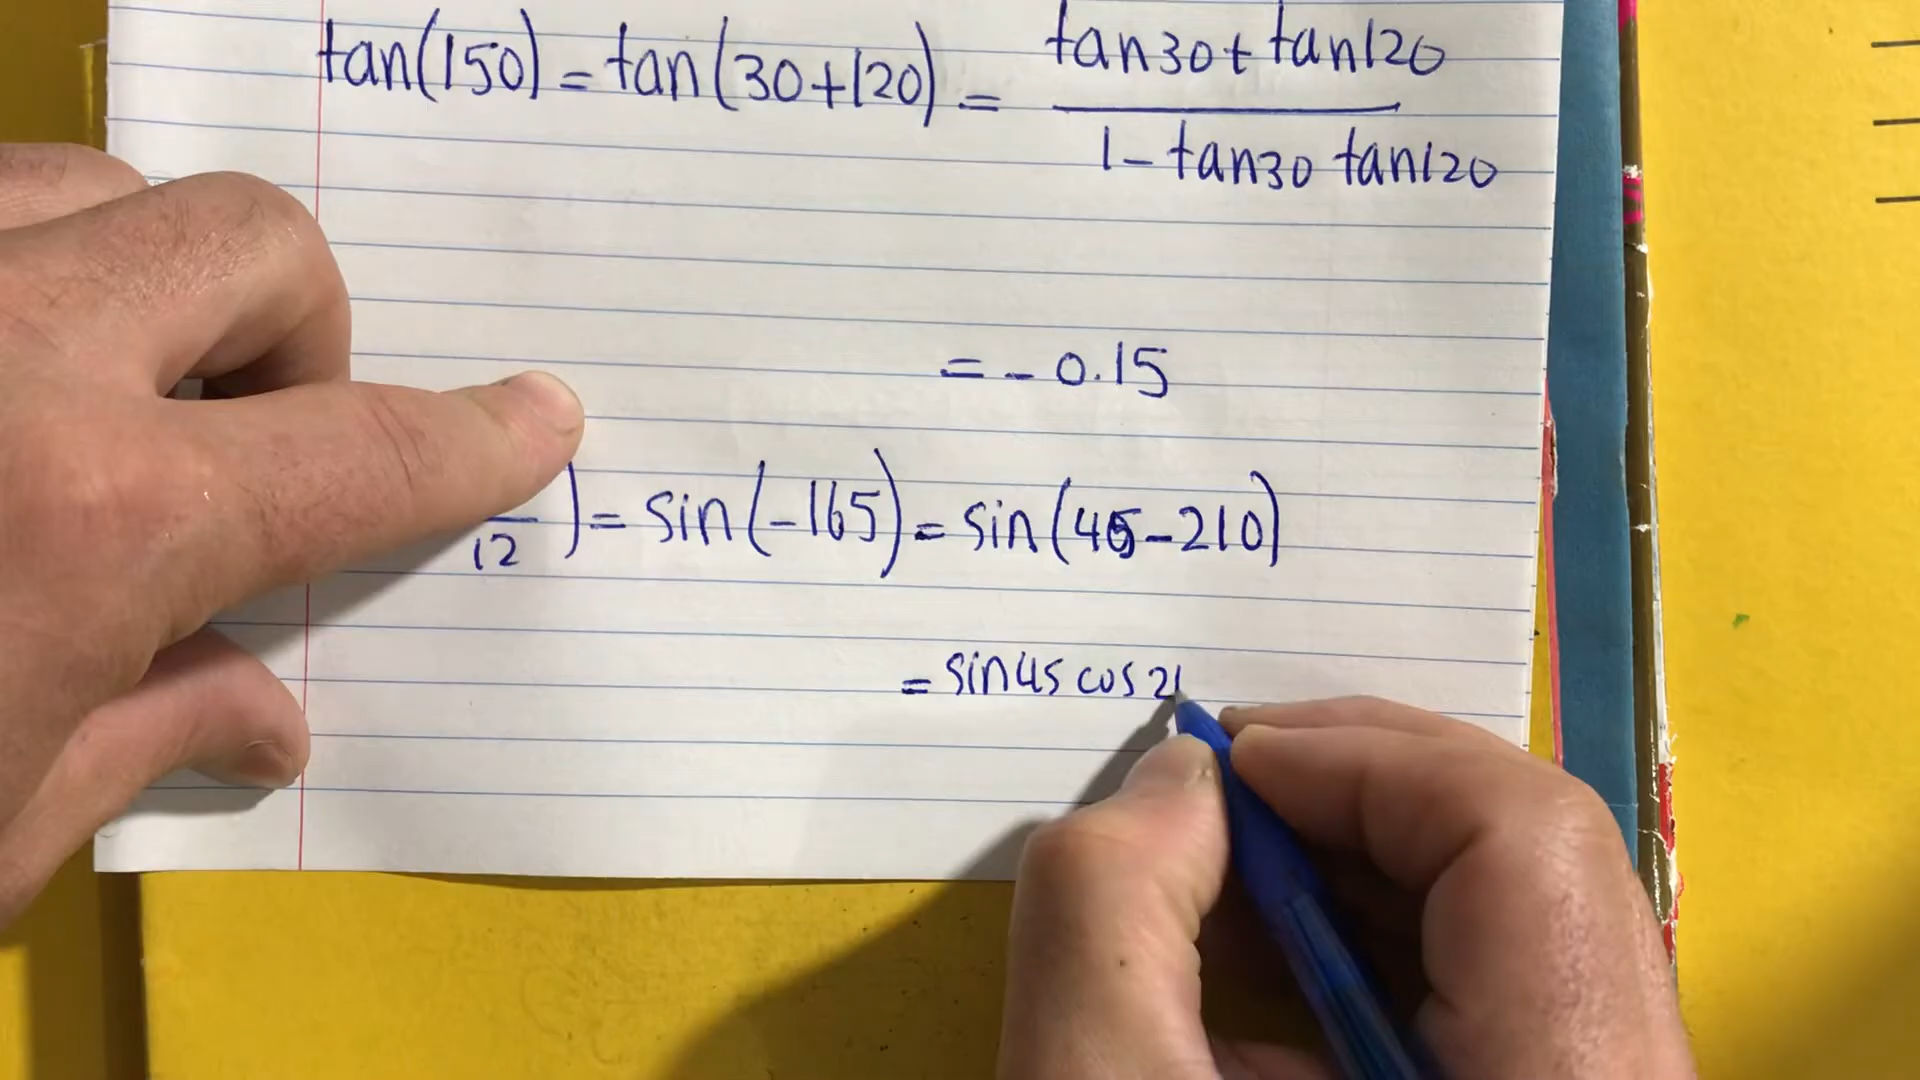 tan(150) = tan(30+120) = tan30 + tan120
1 - tan30 tan120
= - 0.15
12 ) = sin(-165) = sin(45-210)
= sin45 cos 21